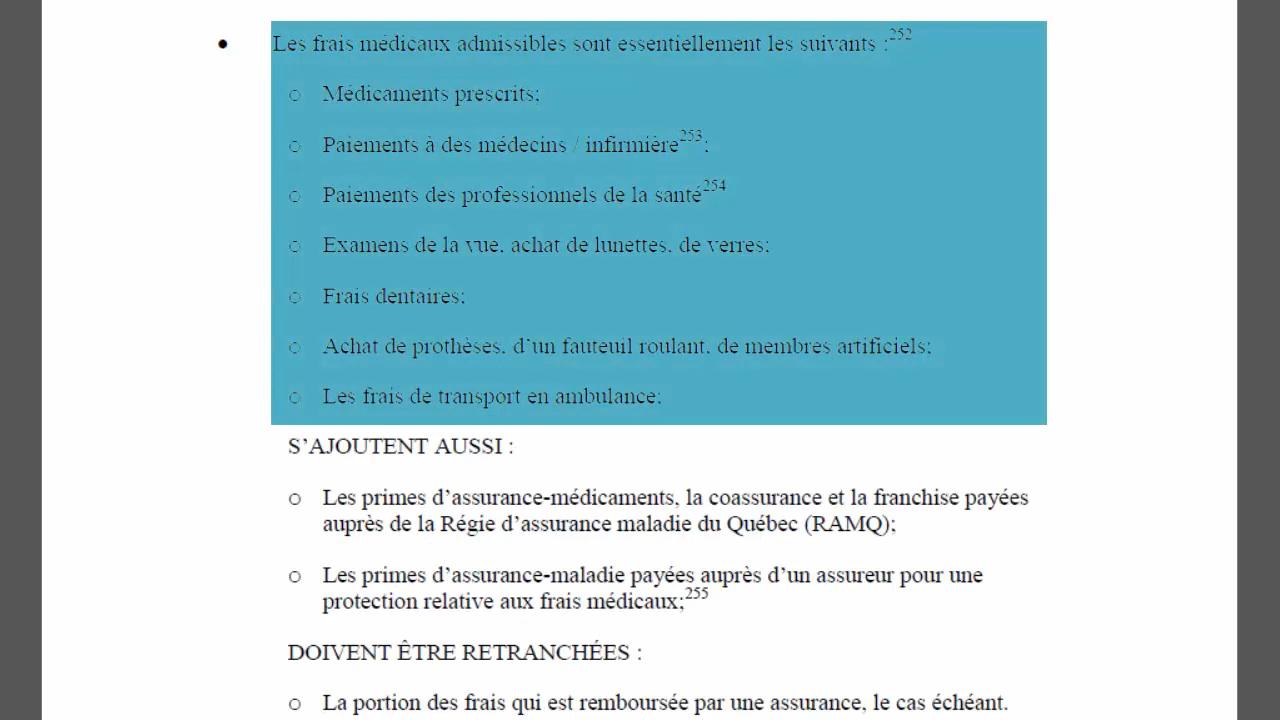 • Les frais médicaux admissibles sont essentiellement les suivants :252
o Médicaments prescrits;
o Paiements à des médecins / infirmière253;
o Paiements des professionnels de la santé254
o Examens de la vue, achat de lunettes, de verres;
o Frais dentaires;
o Achat de prothèses, d’un fauteuil roulant, de membres artificiels;
o Les frais de transport en ambulance;
S’AJOUTENT AUSSI :
o Les primes d’assurance-médicaments, la coassurance et la franchise payées
auprès de la Régie d’assurance maladie du Québec (RAMQ);
o Les primes d’assurance-maladie payées auprès d’un assureur pour une
protection relative aux frais médicaux;255
DOIVENT ÊTRE RETRANCHÉES :
o La portion des frais qui est remboursée par une assurance, le cas échéant.